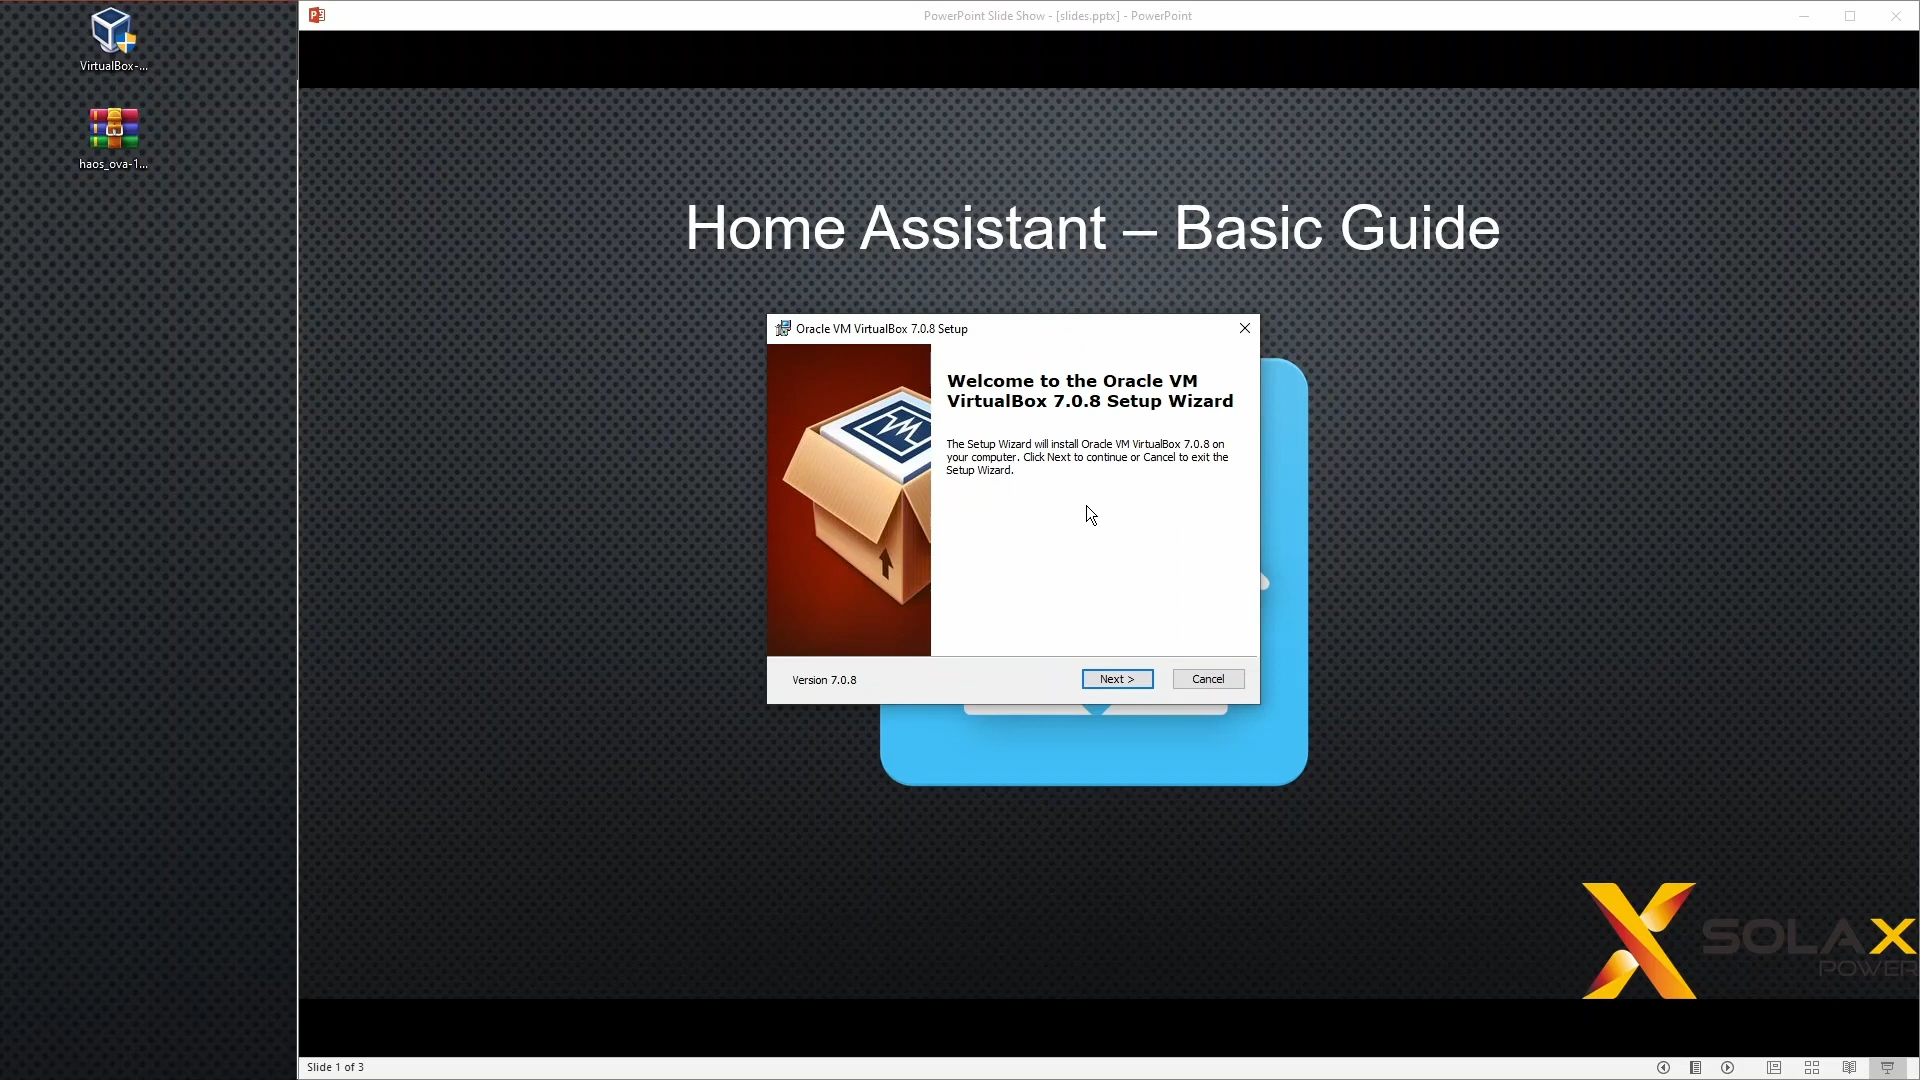 VirtualBox-...
haos_ova-1...
PowerPoint Slide Show - [slides.pptx] - PowerPoint
Home Assistant – Basic Guide
Oracle VM VirtualBox 7.0.8 Setup
Welcome to the Oracle VM
VirtualBox 7.0.8 Setup Wizard
The Setup Wizard will install Oracle VM VirtualBox 7.0.8 on
your computer. Click Next to continue or Cancel to exit the
Setup Wizard.
Version 7.0.8
Next >
Cancel
SOLAX
POWER
Slide 1 of 3